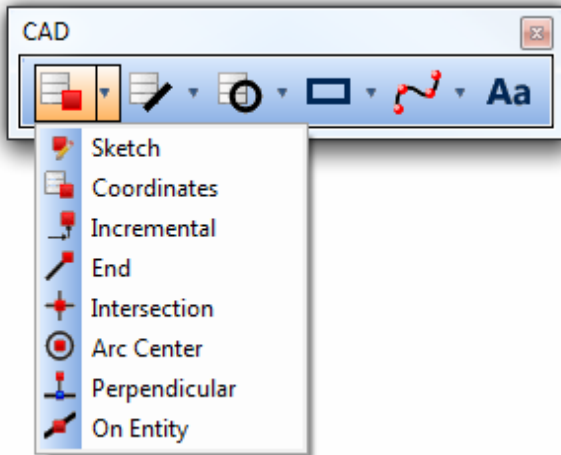 CAD
Aa
Sketch
Coordinates
Incremental
End
Intersection
Arc Center
Perpendicular
On Entity